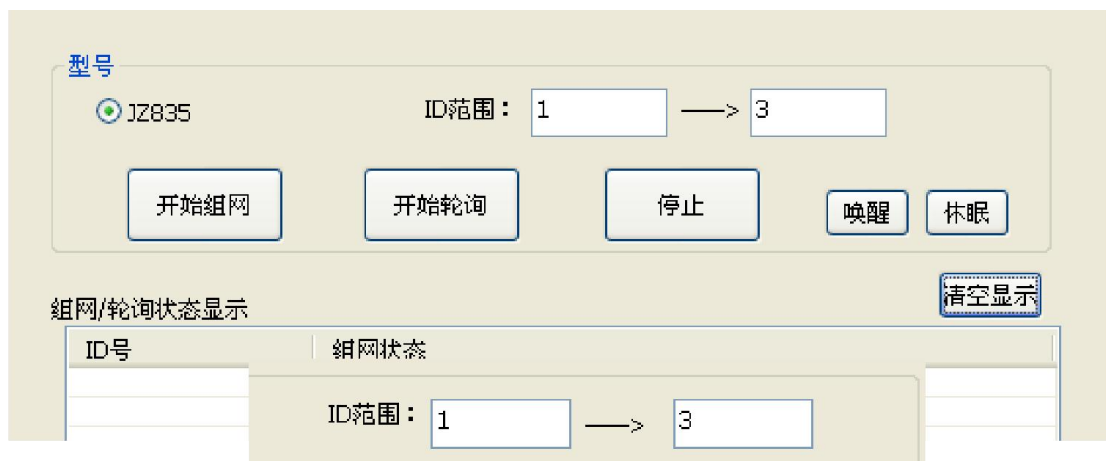 型号
JZ835 ID范围： 1 ——> 3
开始组网 开始轮询 停止 唤醒 休眠
清空显示
组网/轮询状态显示
ID号 组网状态
ID范围： 1 ——> 3